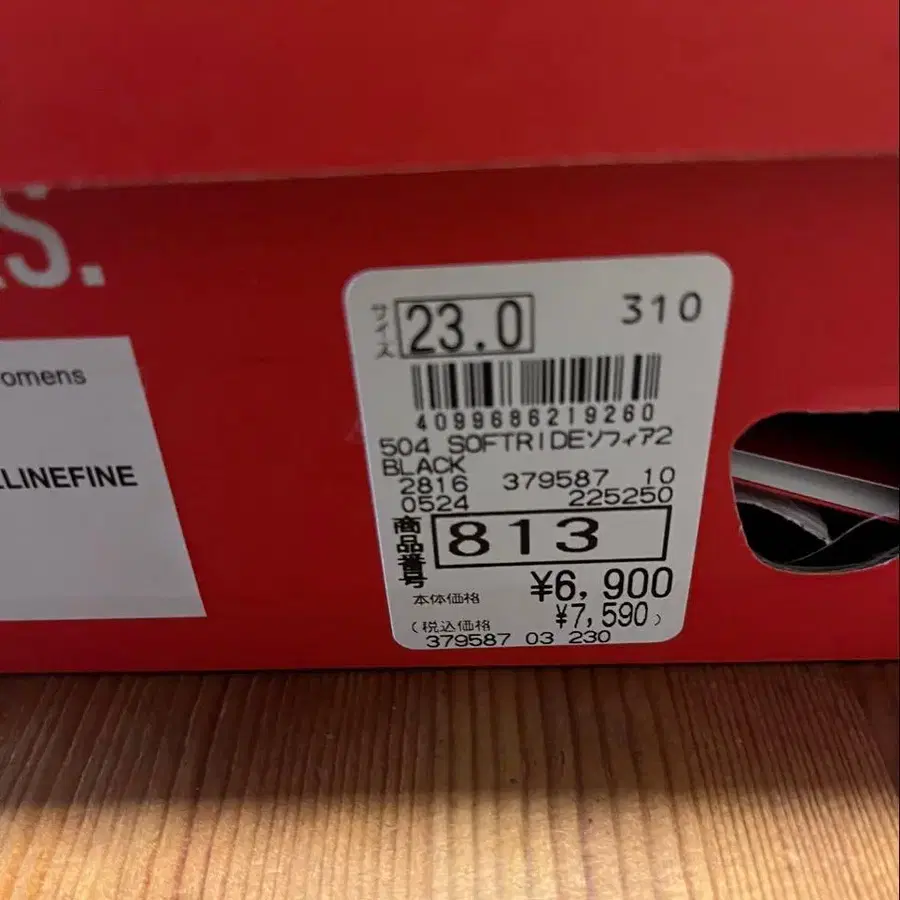 S.
omens
LINEFINE
サイズ 23.0 310
4099686219260
504 SOFTRIDEソフィア2
BLACK
2816 379587 10
0524 225250
商品番号 813
本体価格 ¥6,900
(税込価格 ¥7,590)
379587 03 230